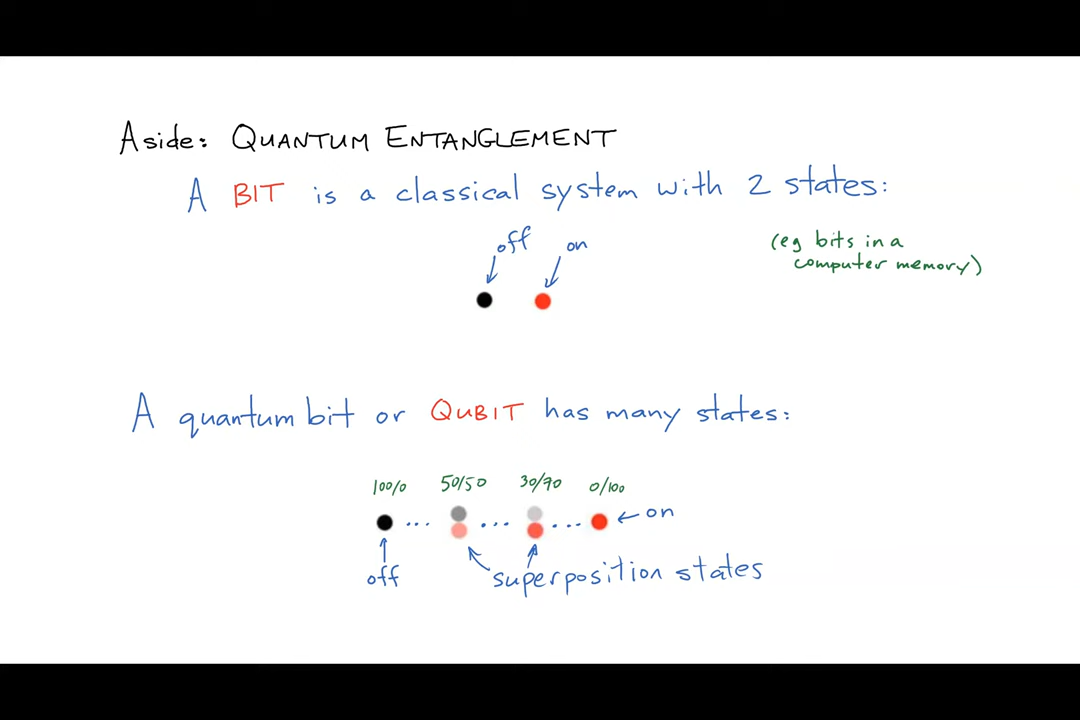 Aside: QUANTUM ENTANGLEMENT
A BIT is a classical system with 2 states:
off on
(eg bits in a
computer memory)
A quantum bit or QUBIT has many states:
100/0 50/50 30/70 0/100
... ... ... ← on
off
superposition states